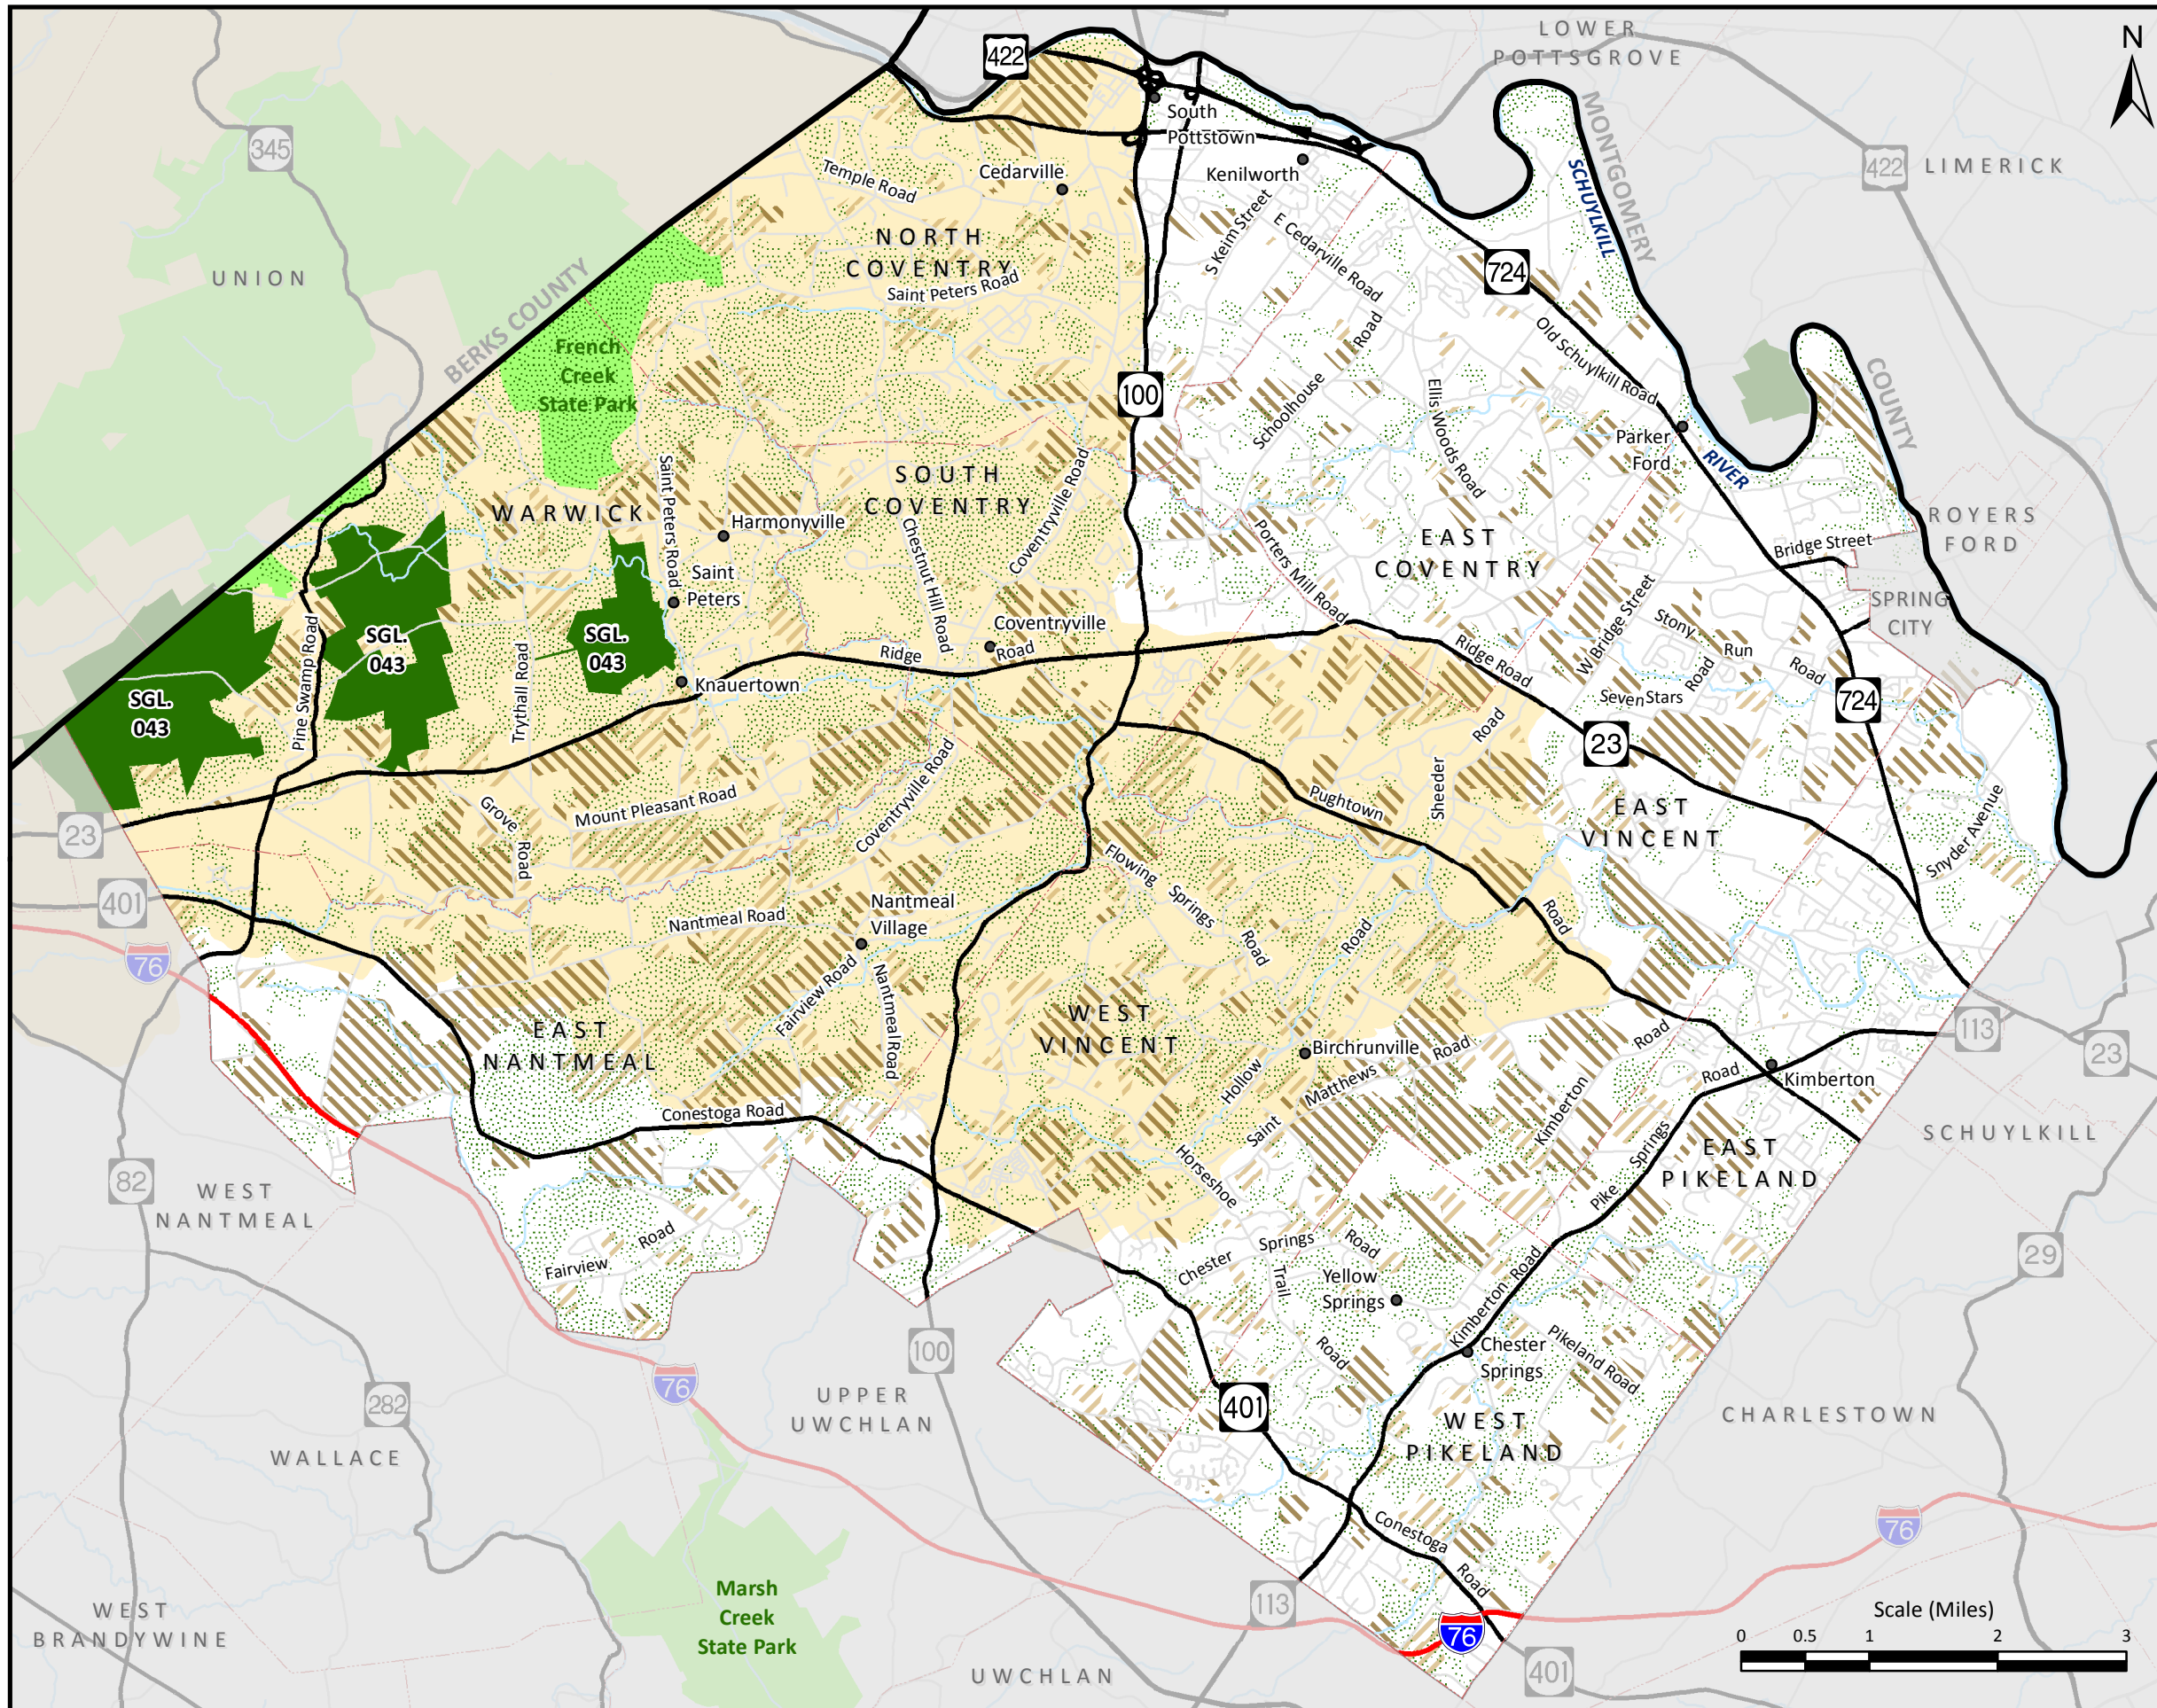 LOWER
POTTSGROVE
N
422
South
Pottstown
345
Cedarville
Kenilworth
Temple Road
MONTGOMERY
SCHUYLKILL
422
LIMERICK
S Keim Street
E Cedarville Road
NORTH
COVENTRY
Saint Peters Road
UNION
724
BERKS COUNTY
French
Creek
State Park
Old Schuylkill Road
100
Schoolhouse
Road
Ellis Woods Road
COUNTY
Parker
Ford
RIVER
SOUTH
COVENTRY
Coventryville Road
WARWICK
Saint Peters Road
Harmonyville
Chestnut Hill Road
Porters Mill Road
EAST
COVENTRY
Bridge Street
ROYERS
FORD
Saint
Peters
SPRING
CITY
SGL.
043
SGL.
043
Pine Swamp Road
Trythall Road
Coventryville
Ridge
Road
W Bridge Street
Stony
Run
Road
Ridge Road
Seven Stars
Road
SGL.
043
Knauertown
724
23
Sheeder
Road
Coventryville Road
Mount Pleasant Road
Grove
Road
Pughtown
Road
EAST
VINCENT
Snyder Avenue
23
401
Flowing
Springs
Road
Nantmeal Road
Nantmeal
Village
76
Fairview Road
Nantmeal Road
EAST
NANTMEAL
WEST
VINCENT
Hollow
Road
Birchrunville
Saint
Matthews
Road
Kimberton
Road
113
23
Kimberton
Conestoga Road
Pike
Springs
Road
EAST
PIKELAND
SCHUYLKILL
82
WEST
NANTMEAL
Horseshoe
Trail
Fairview
Road
Chester
Springs
Road
Yellow
Springs
Road
Kimberton Road
29
Chester
Springs
Pikeland Road
100
76
282
UPPER
UWCHLAN
401
WEST
PIKELAND
CHARLESTOWN
WALLACE
Conestoga
Road
76
Marsh
Creek
State Park
113
76
WEST
BRANDYWINE
UWCHLAN
401
Scale (Miles)
0 0.5 1 2 3